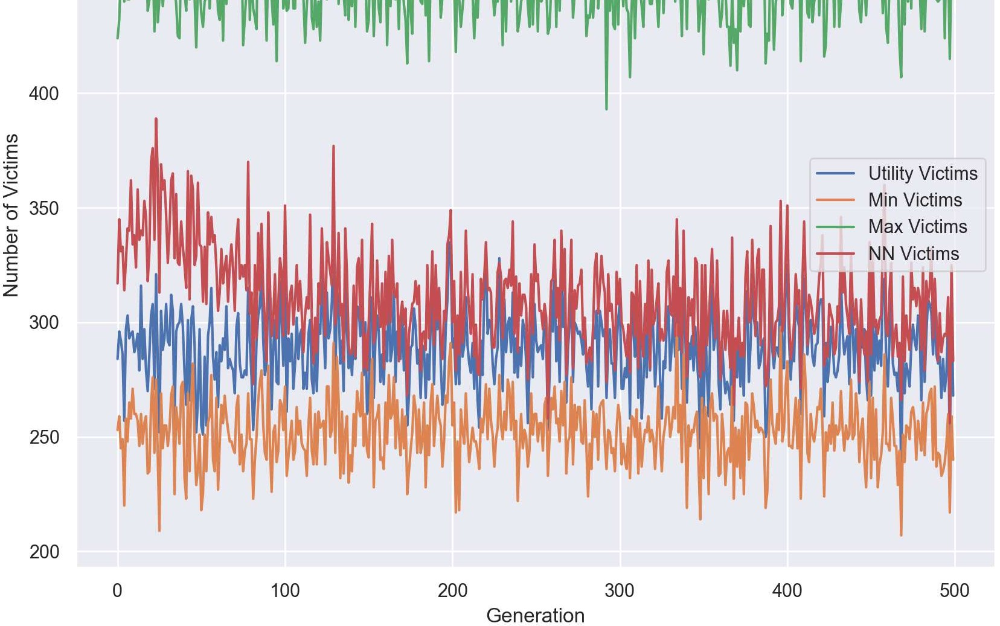 400
350
300
250
200
Number of Victims
Utility Victims
Min Victims
Max Victims
NN Victims
0 100 200 300 400 500
Generation